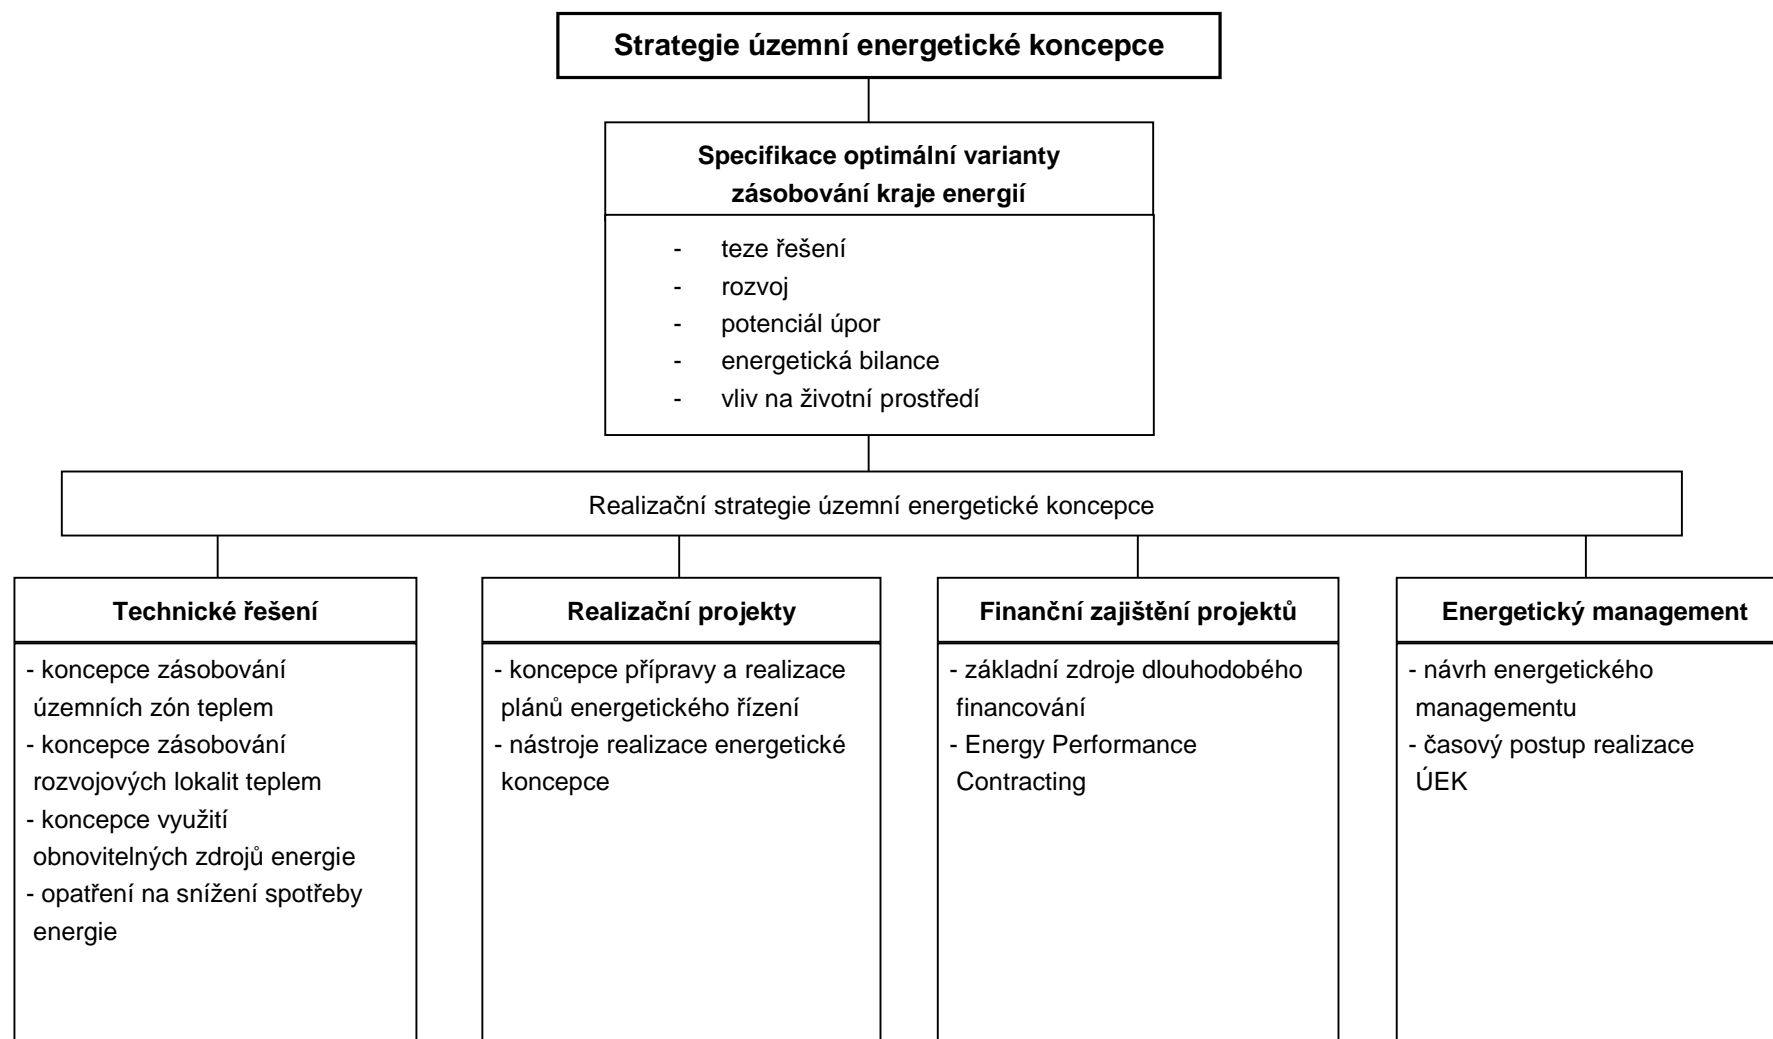 Strategie územní energetické koncepce
Specifikace optimální varianty
zásobování kraje energií
- teze řešení
- rozvoj
- potenciál úpor
- energetická bilance
- vliv na životní prostředí
Realizační strategie územní energetické koncepce
Technické řešení
- koncepce zásobování
územních zón teplem
- koncepce zásobování
rozvojových lokalit teplem
- koncepce využití
obnovitelných zdrojů energie
- opatření na snížení spotřeby
energie
Realizační projekty
- koncepce přípravy a realizace
plánů energetického řízení
- nástroje realizace energetické
koncepce
Finanční zajištění projektů
- základní zdroje dlouhodobého
financování
- Energy Performance
Contracting
Energetický management
- návrh energetického
managementu
- časový postup realizace
ÚEK